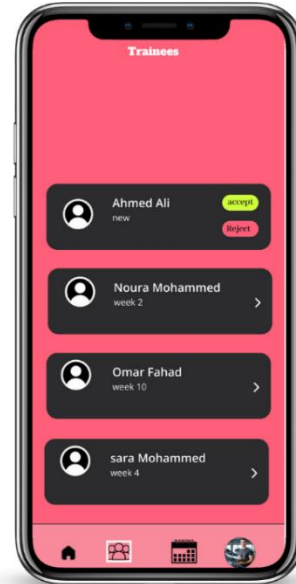 Trainees
Ahmed Ali
new
accept
Reject
Noura Mohammed
week 2
Omar Fahad
week 10
sara Mohammed
week 4